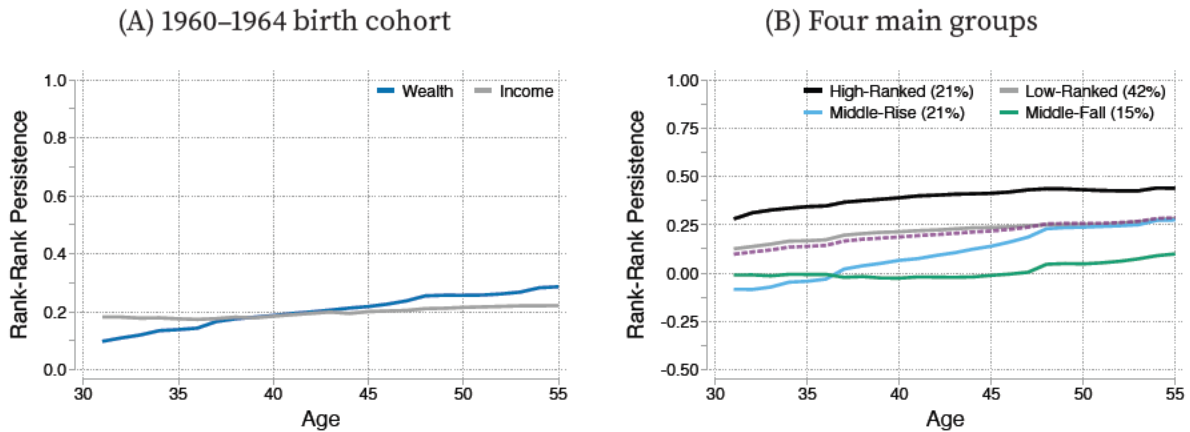 (A) 1960–1964 birth cohort
Rank-Rank Persistence
1.0
0.8
0.6
0.4
0.2
0.0
Wealth
Income
30
35
40
45
50
55
Age
(B) Four main groups
Rank-Rank Persistence
1.00
0.75
0.50
0.25
0.00
-0.25
-0.50
High-Ranked (21%)
Low-Ranked (42%)
Middle-Rise (21%)
Middle-Fall (15%)
30
35
40
45
50
55
Age